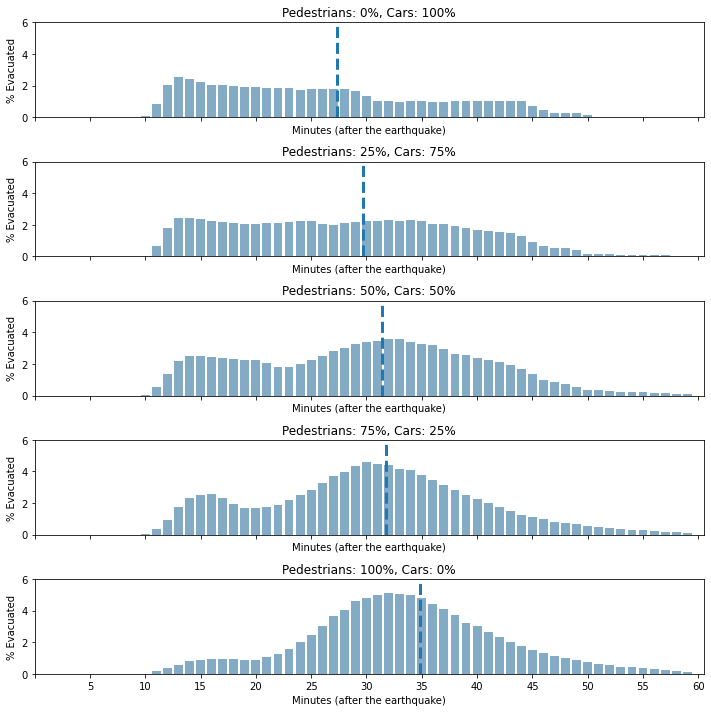 Pedestrians: 0%, Cars: 100%
6
4
2
0
% Evacuated
Minutes (after the earthquake)
Pedestrians: 25%, Cars: 75%
6
4
2
0
% Evacuated
Minutes (after the earthquake)
Pedestrians: 50%, Cars: 50%
6
4
2
0
% Evacuated
Minutes (after the earthquake)
Pedestrians: 75%, Cars: 25%
6
4
2
0
% Evacuated
Minutes (after the earthquake)
Pedestrians: 100%, Cars: 0%
6
4
2
0
% Evacuated
5 10 15 20 25 30 35 40 45 50 55 60
Minutes (after the earthquake)